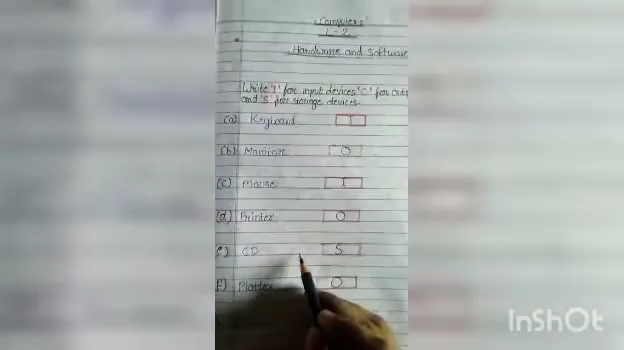 Computers
L-2
Hardware and Software
Write 'I' for input devices 'O' for out
and 'S' for storage devices.
(a) Keyboard I
(b) Monitor O
(c) Mouse I
(d) Printer O
(e) CD S
(f) Plotter O
InShOt